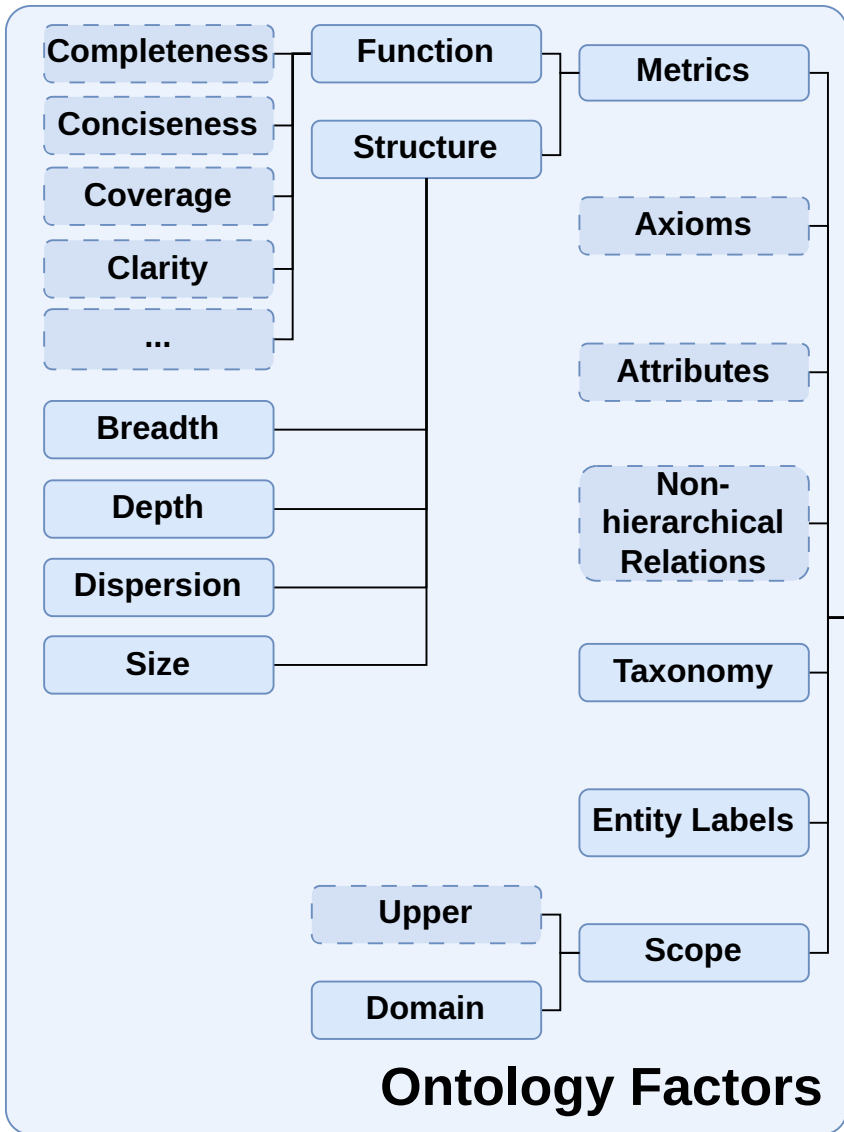 Completeness
Function
Metrics
Conciseness
Structure
Coverage
Axioms
Clarity
...
Attributes
Breadth
Non-
hierarchical
Relations
Depth
Dispersion
Size
Taxonomy
Entity Labels
Upper
Scope
Domain
Ontology Factors